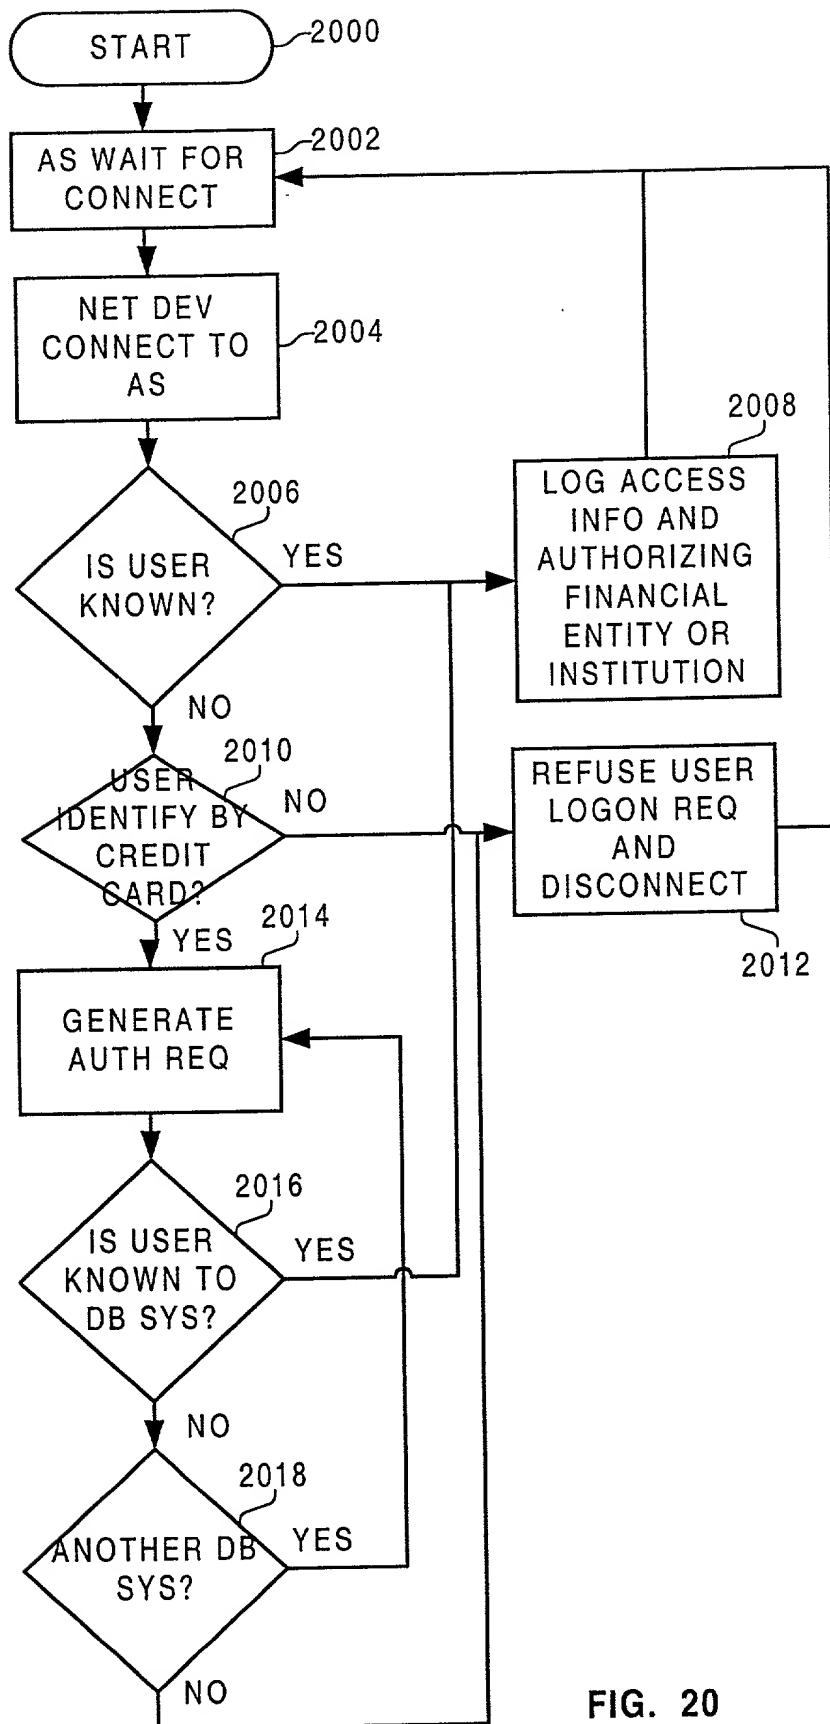 START
2000
AS WAIT FOR
CONNECT
2002
NET DEV
CONNECT TO
AS
2004
IS USER
KNOWN?
2006
YES
NO
LOG ACCESS
INFO AND
AUTHORIZING
FINANCIAL
ENTITY OR
INSTITUTION
2008
USER
IDENTIFY BY
CREDIT
CARD?
2010
NO
YES
REFUSE USER
LOGON REQ
AND
DISCONNECT
2012
GENERATE
AUTH REQ
2014
IS USER
KNOWN TO
DB SYS?
2016
YES
NO
ANOTHER DB
SYS?
2018
YES
NO
FIG. 20